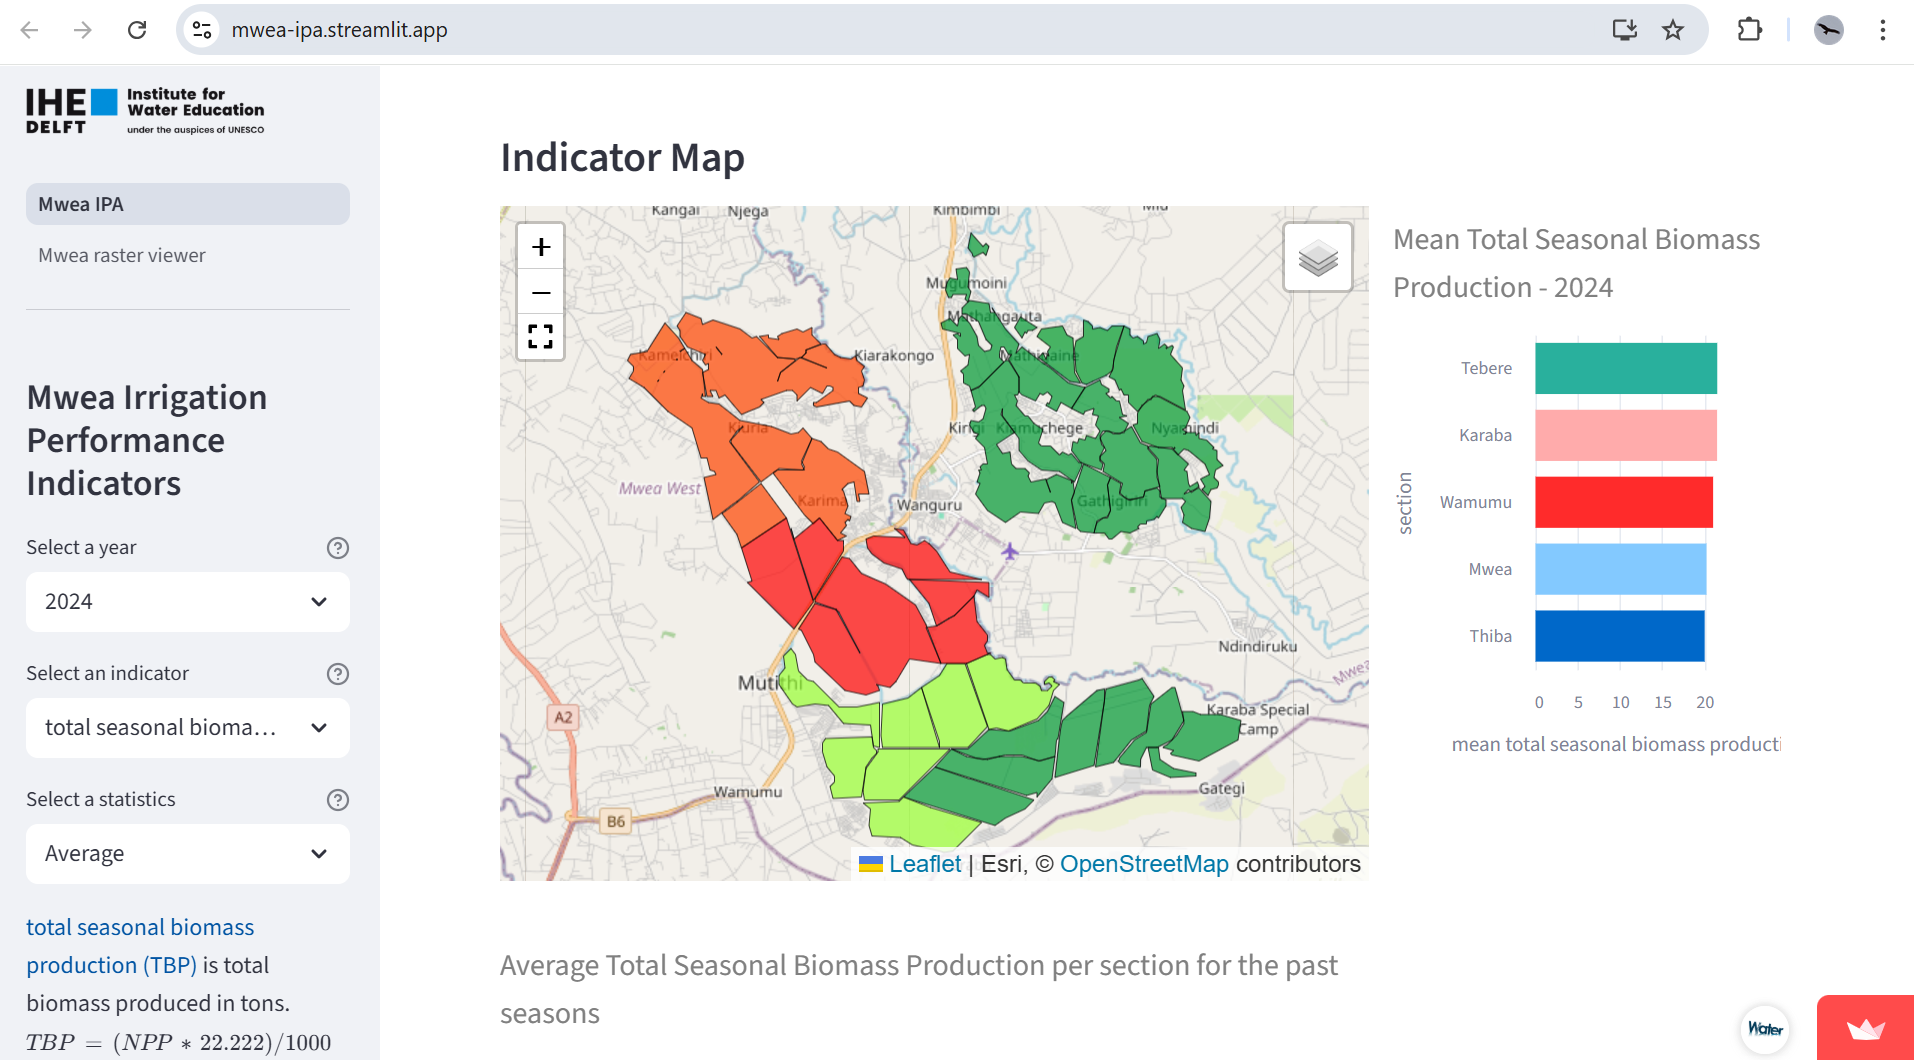 mwea-ipa.streamlit.app
IHE
DELFT
Institute for
Water Education
under the auspices of UNESCO
Mwea IPA
Mwea raster viewer
Mwea Irrigation
Performance
Indicators
Select a year
2024
Select an indicator
total seasonal bioma...
Select a statistics
Average
total seasonal biomass
production (TBP) is total
biomass produced in tons.
TBP = (NPP * 22.222)/1000
Indicator Map
+
−
Kangai
Njega
Kimbimbi
Mugumoini
Mathangauta
Kamelchiri
Kiarakongo
Mathiyaine
Kiuria
Kirigi
Kiamuchege
Nyamindi
Mwea West
Karima
Wanguru
Gathigiriri
Ndindiruku
Mwea
Mutithi
A2
Karaba Special
Camp
Wamumu
Gategi
B6
Leaflet | Esri, © OpenStreetMap contributors
Mean Total Seasonal Biomass
Production - 2024
section
Tebere
Karaba
Wamumu
Mwea
Thiba
0 5 10 15 20
mean total seasonal biomass producti
Average Total Seasonal Biomass Production per section for the past
seasons
Water